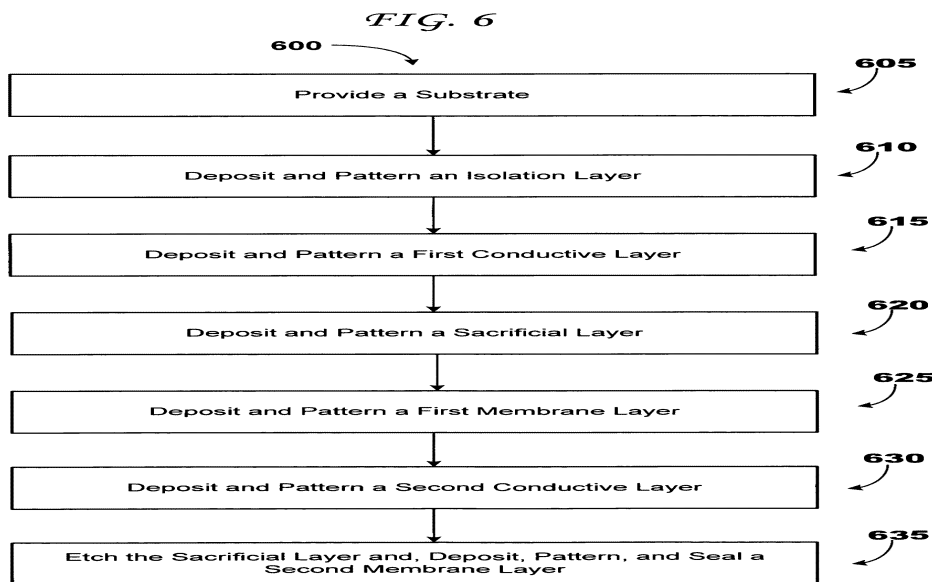 FIG. 6
600
605
Provide a Substrate
610
Deposit and Pattern an Isolation Layer
615
Deposit and Pattern a First Conductive Layer
620
Deposit and Pattern a Sacrificial Layer
625
Deposit and Pattern a First Membrane Layer
630
Deposit and Pattern a Second Conductive Layer
635
Etch the Sacrificial Layer and, Deposit, Pattern, and Seal a
Second Membrane Layer